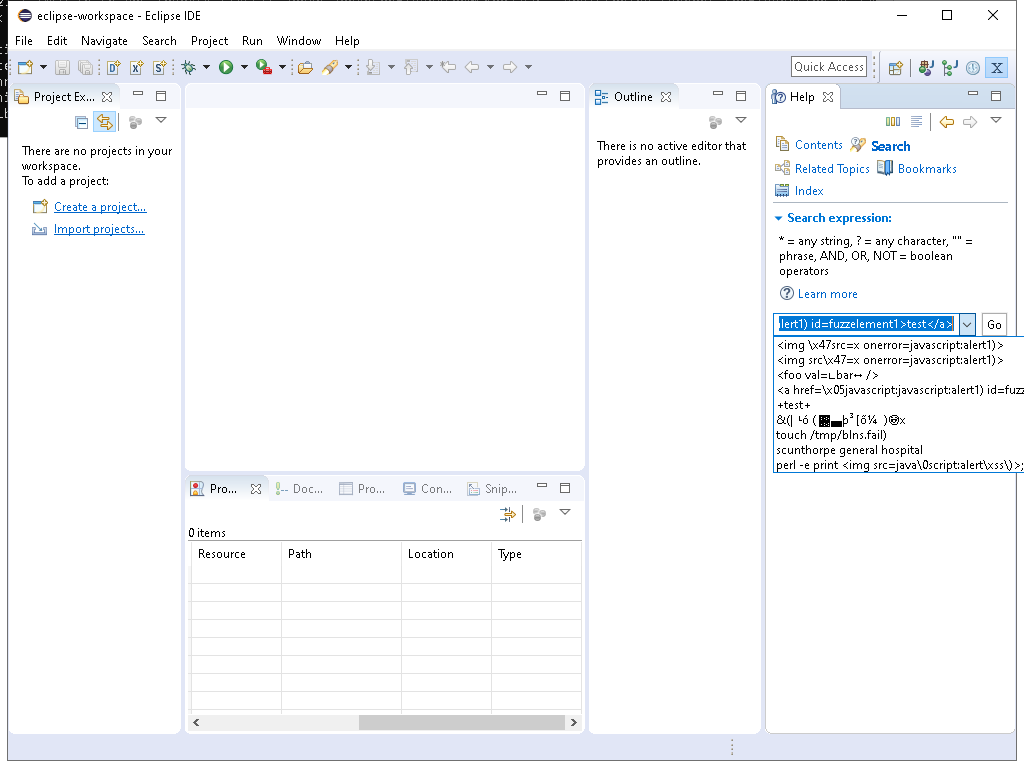 eclipse-workspace - Eclipse IDE
File Edit Navigate Search Project Run Window Help
Quick Access
Project Ex...
There are no projects in your
workspace.
To add a project:
Create a project...
Import projects...
Outline
There is no active editor that
provides an outline.
Help
Contents Search
Related Topics Bookmarks
Index
Search expression:
* = any string, ? = any character, "" =
phrase, AND, OR, NOT = boolean
operators
Learn more
lert1) id=fuzzelement1>test</a> Go
<img \x47src=x onerror=javascript:alert1)>
<img src\x47=x onerror=javascript:alert1)>
<foo val=∟bar↔ />
<a href=\x05javascript:javascript:alert1) id=fuzz
+test+
touch /tmp/blns.fail)
scunthorpe general hospital
perl -e print <img src=java\0script:alert\xss\)>;
Pro... Doc... Pro... Con... Snip...
0 items
Resource Path Location Type